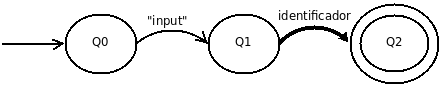 Q0
"input"
Q1
identificador
Q2